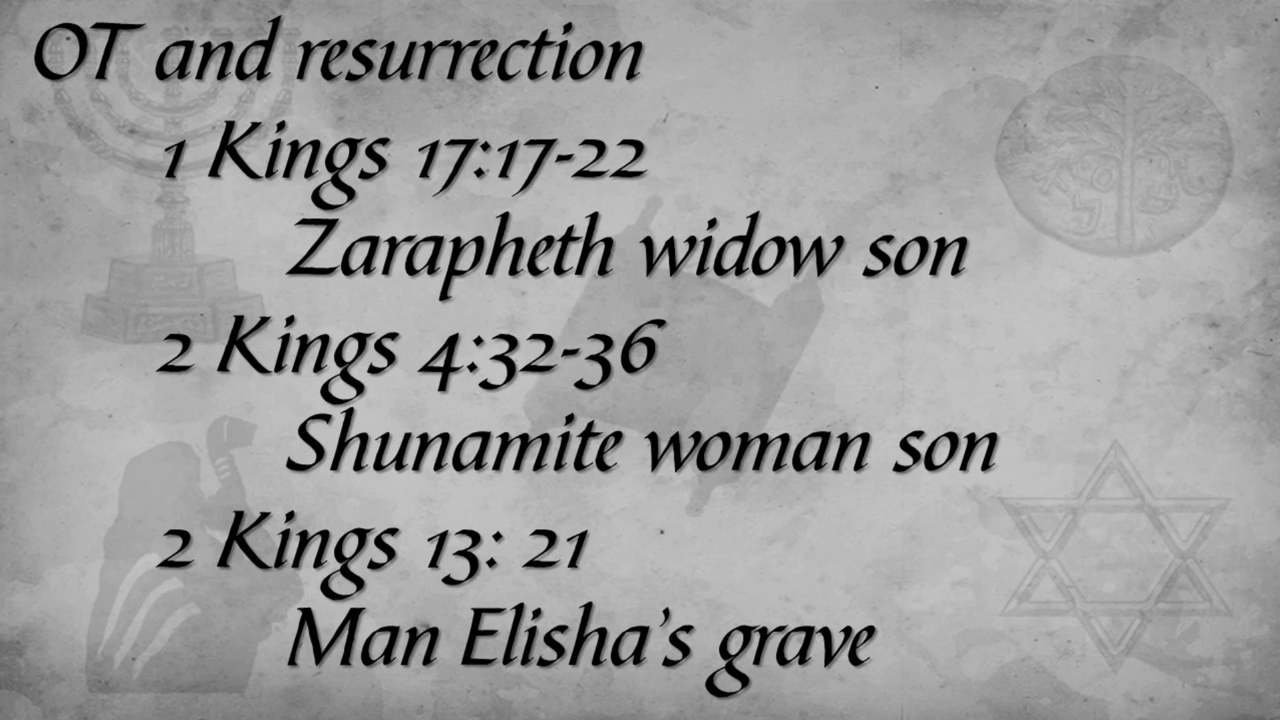 OT and resurrection
1 Kings 17:17-22
Zarapheth widow son
2 Kings 4:32-36
Shunamite woman son
2 Kings 13: 21
Man Elisha's grave